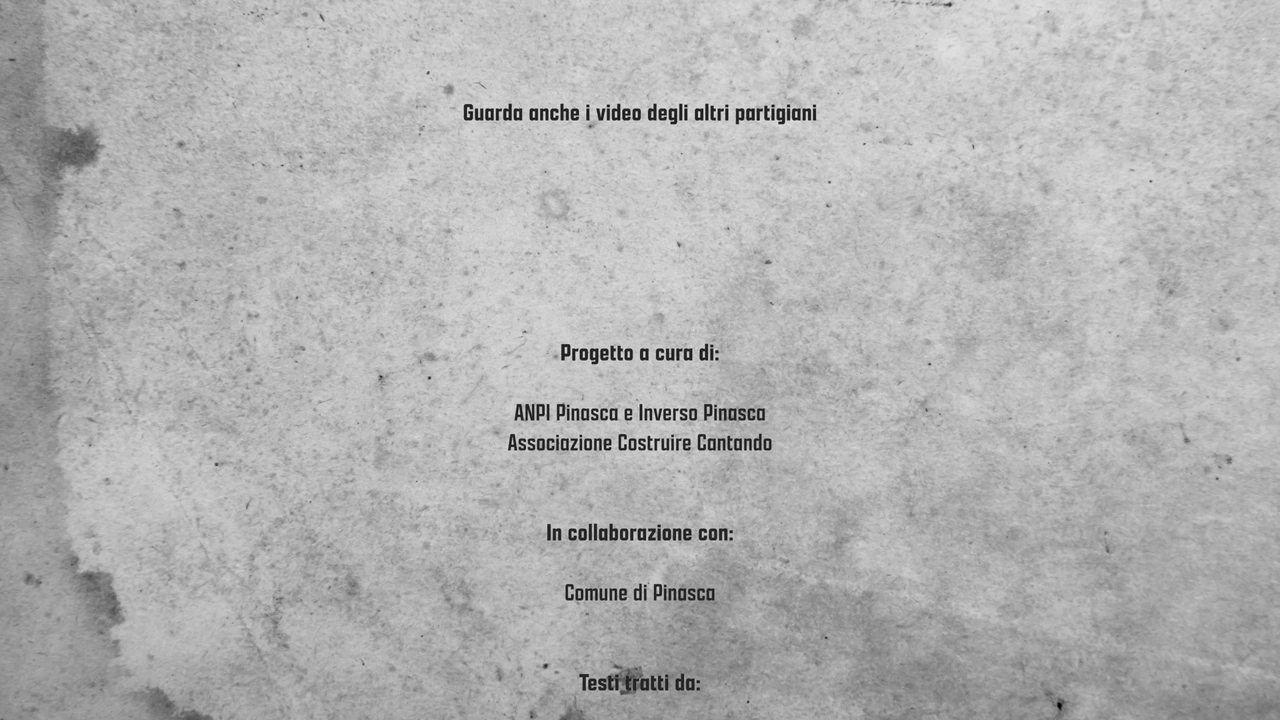 Guarda anche i video degli altri partigiani
Progetto a cura di:
ANPI Pinasca e Inverso Pinasca
Associazione Costruire Cantando
In collaborazione con:
Comune di Pinasca
Testi tratti da: